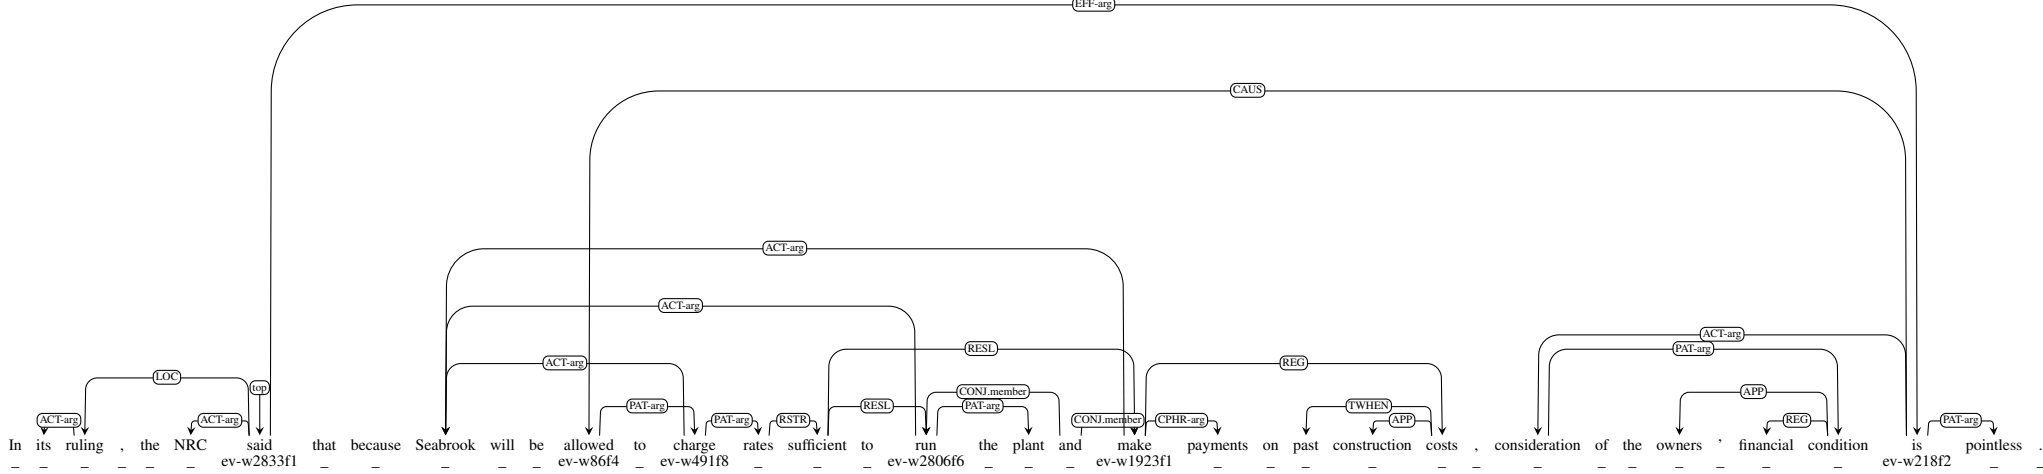 EFF-arg
CAUS
ACT-arg
ACT-arg
ACT-arg
RESL PAT-arg
ACT-arg RESL REG
LOC
top CONJ.member APP
PAT-arg RESL PAT-arg TWHEN
ACT-arg ACT-arg PAT-arg RSTR CONJ.member CPHR-arg APP REG PAT-arg
In its ruling , the NRC said that because Seabrook will be allowed to charge rates sufficient to run the plant and make payments on past construction costs , consideration of the owners ' financial condition is pointless
_ _ _ _ _ _ ev-w2833f1 _ _ _ _ _ ev-w86f4 _ ev-w491f8 _ _ _ ev-w2806f6 _ _ _ ev-w1923f1 _ _ _ _ _ _ _ _ _ _ _ _ _ ev-w218f2 _